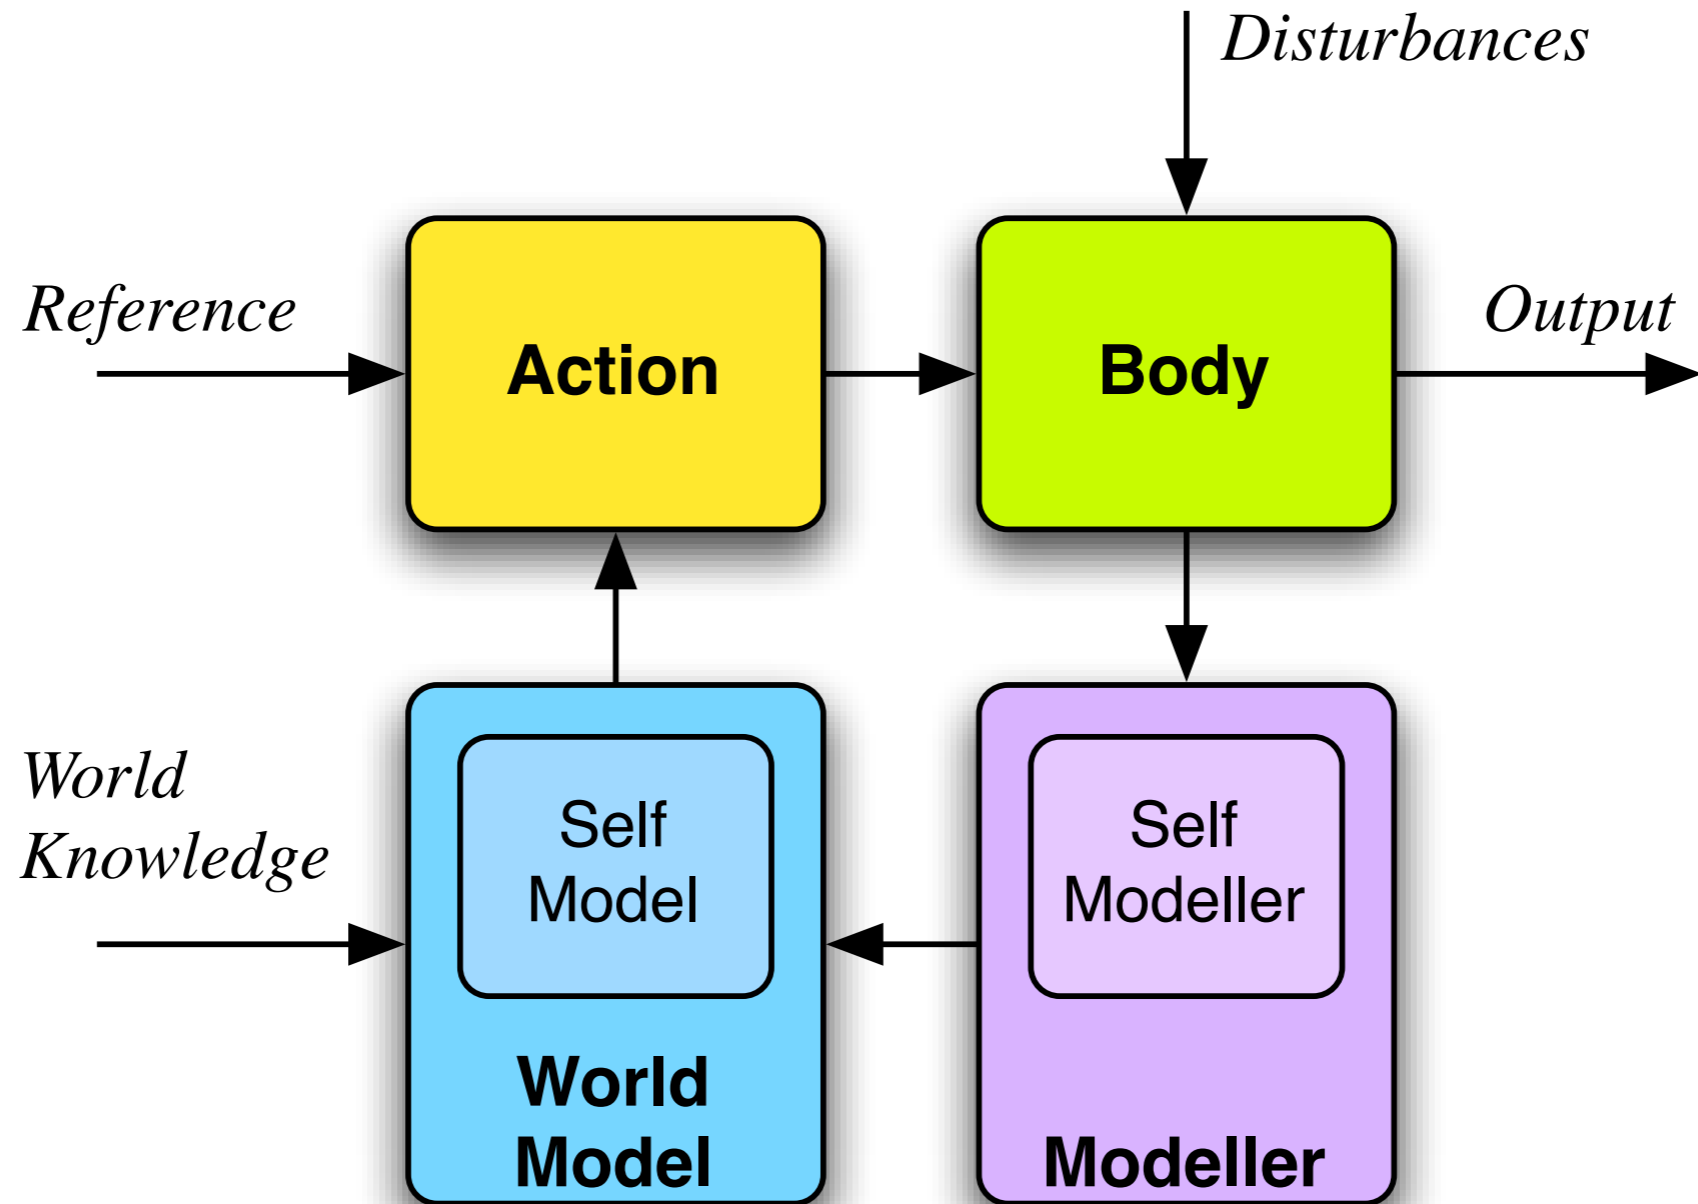 Disturbances
Reference
Output
Action
Body
World
Knowledge
Self
Model
Self
Modeller
World
Model
Modeller